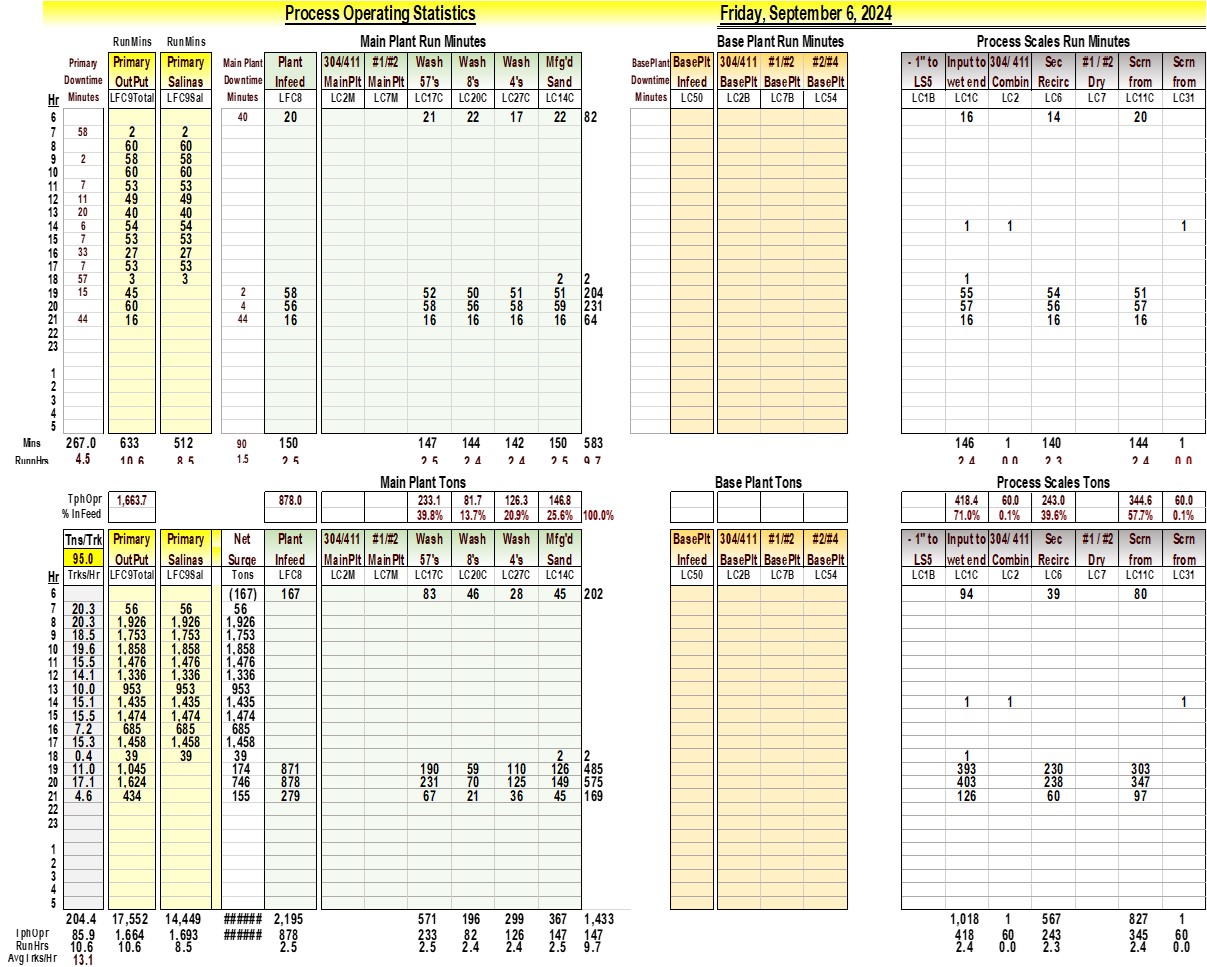 Process Operating Statistics Friday, September 6, 2024
RunMins RunMins Main Plant Run Minutes Base Plant Run Minutes Process Scales Run Minutes
Primary Primary Primary Main Plant Plant 304/411 #1/#2 Wash Wash Wash Mfg'd BasePlant BasePlt 304/411 #1/#2 #2/#4 - 1" to Input to 304/ 411 Sec #1 / #2 Scrn Scrn
Downtime OutPut Salinas Downtime Infeed MainPlt MainPlt 57's 8's 4's Sand Downtime Infeed BasePlt BasePlt BasePlt LS5 wet end Combin Recirc Dry from from
Hr Minutes LFC9Total LFC9Sal Minutes LFC8 LC2M LC7M LC17C LC20C LC27C LC14C Minutes LC50 LC2B LC7B LC54 LC1B LC1C LC2 LC6 LC7 LC11C LC31
6 40 20 21 22 17 22 82 16 14 20
7 58 2 2
8 60 60
9 2 58 58
10 60 60
11 7 53 53
12 11 49 49
13 20 40 40
14 6 54 54 1 1 1
15 7 53 53
16 33 27 27
17 7 53 53
18 57 3 3 2 2 1
19 15 45 2 58 52 50 51 51 204 55 54 51
20 60 4 56 58 56 58 59 231 57 56 57
21 44 16 44 16 16 16 16 16 64 16 16 16
22
23
1
2
3
4
5
Mins 267.0 633 512 90 150 147 144 142 150 583 146 1 140 144 1
RunnHrs 4.5 10.6 8.5 1.5 2.5 2.5 2.4 2.4 2.5 9.7 2.4 0.0 2.3 2.4 0.0
Main Plant Tons Base Plant Tons Process Scales Tons
TphOpr 1,663.7 878.0 233.1 81.7 126.3 146.8 418.4 60.0 243.0 344.6 60.0
% InFeed 39.8% 13.7% 20.9% 25.6% 100.0% 71.0% 0.1% 39.6% 57.7% 0.1%
Tns/Trk Primary Primary Net Plant 304/411 #1/#2 Wash Wash Wash Mfg'd BasePlt 304/411 #1/#2 #2/#4 - 1" to Input to 304/ 411 Sec #1 / #2 Scrn Scrn
95.0 OutPut Salinas Surge Infeed MainPlt MainPlt 57's 8's 4's Sand Infeed BasePlt BasePlt BasePlt LS5 wet end Combin Recirc Dry from from
Hr Trks/Hr LFC9Total LFC9Sal Tons LFC8 LC2M LC7M LC17C LC20C LC27C LC14C LC50 LC2B LC7B LC54 LC1B LC1C LC2 LC6 LC7 LC11C LC31
6 (167) 167 83 46 28 45 202 94 39 80
7 20.3 56 56 56
8 20.3 1,926 1,926 1,926
9 18.5 1,753 1,753 1,753
10 19.6 1,858 1,858 1,858
11 15.5 1,476 1,476 1,476
12 14.1 1,336 1,336 1,336
13 10.0 953 953 953
14 15.1 1,435 1,435 1,435 1 1 1
15 15.5 1,474 1,474 1,474
16 7.2 685 685 685
17 15.3 1,458 1,458 1,458
18 0.4 39 39 39 2 2 1
19 11.0 1,045 174 871 190 59 110 126 485 393 230 303
20 17.1 1,624 746 878 231 70 125 149 575 403 238 347
21 4.6 434 155 279 67 21 36 45 169 126 60 97
22
23
1
2
3
4
5
204.4 17,552 14,449 ###### 2,195 571 196 299 367 1,433 1,018 1 567 827 1
TphOpr 85.9 1,664 1,693 ###### 878 233 82 126 147 147 418 60 243 345 60
RunHrs 10.6 10.6 8.5 2.5 2.5 2.4 2.4 2.5 9.7 2.4 0.0 2.3 2.4 0.0
AvgTrks/Hr 13.1